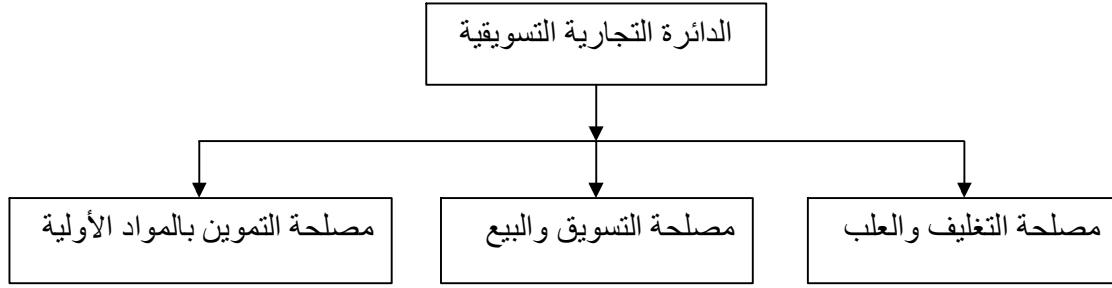 الدائرة التجارية التسويقية
مصلحة التغليف والعلب
مصلحة التسويق والبيع
مصلحة التموين بالمواد الأولية